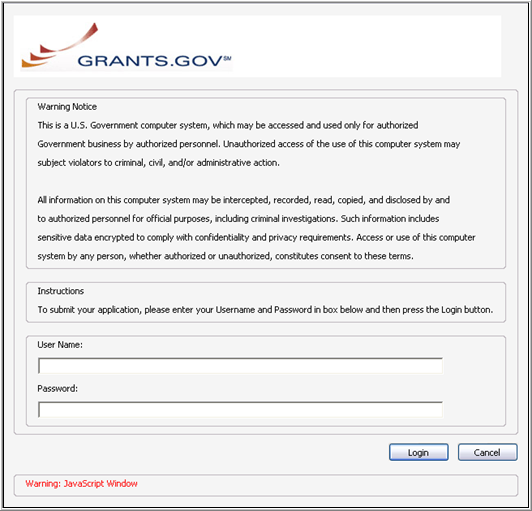 GRANTS.GOV℠
Warning Notice
This is a U.S. Government computer system, which may be accessed and used only for authorized
Government business by authorized personnel. Unauthorized access of the use of this computer system may
subject violators to criminal, civil, and/or administrative action.
All information on this computer system may be intercepted, recorded, read, copied, and disclosed by and
to authorized personnel for official purposes, including criminal investigations. Such information includes
sensitive data encrypted to comply with confidentiality and privacy requirements. Access or use of this computer
system by any person, whether authorized or unauthorized, constitutes consent to these terms.
Instructions
To submit your application, please enter your Username and Password in box below and then press the Login button.
User Name:
Password:
Login Cancel
Warning: JavaScript Window